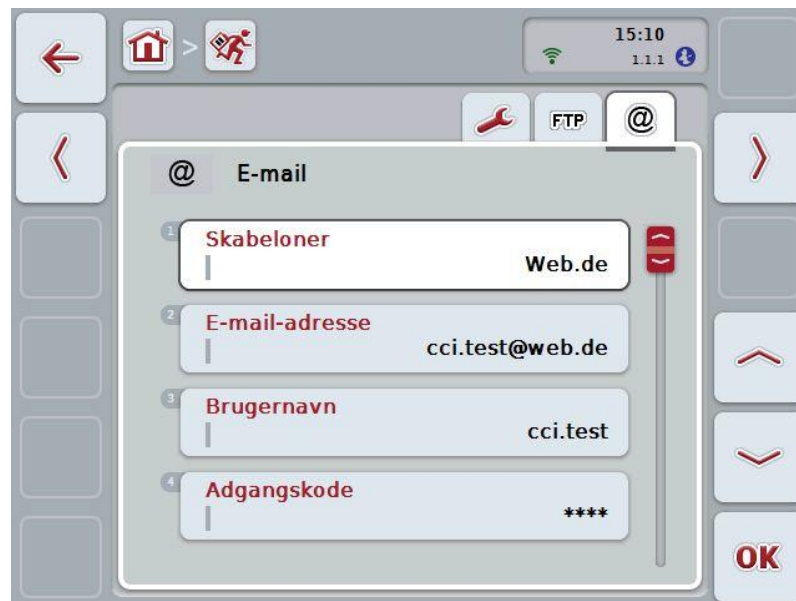 >
15:10
1.1.1
FTP
@
@ E-mail
1
Skabeloner
Web.de
2
E-mail-adresse
cci.test@web.de
3
Brugernavn
cci.test
4
Adgangskode
****
OK